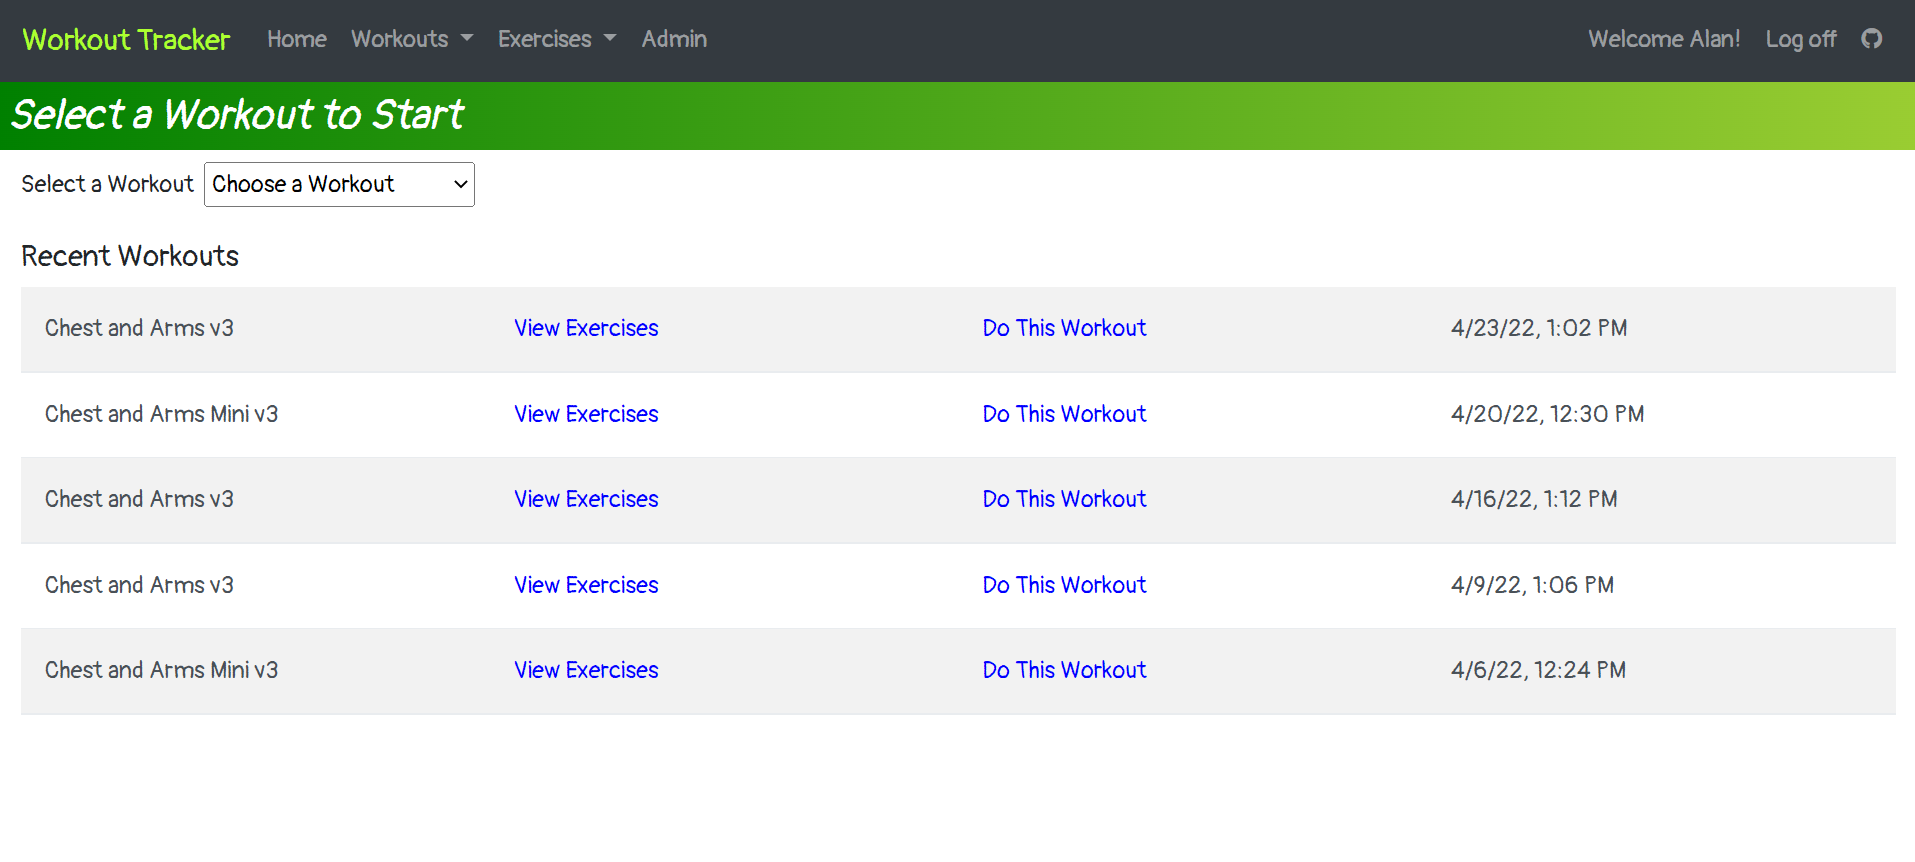 Workout Tracker Home Workouts Exercises Admin Welcome Alan! Log off
Select a Workout to Start
Select a Workout Choose a Workout
Recent Workouts
Chest and Arms v3 View Exercises Do This Workout 4/23/22, 1:02 PM
Chest and Arms Mini v3 View Exercises Do This Workout 4/20/22, 12:30 PM
Chest and Arms v3 View Exercises Do This Workout 4/16/22, 1:12 PM
Chest and Arms v3 View Exercises Do This Workout 4/9/22, 1:06 PM
Chest and Arms Mini v3 View Exercises Do This Workout 4/6/22, 12:24 PM